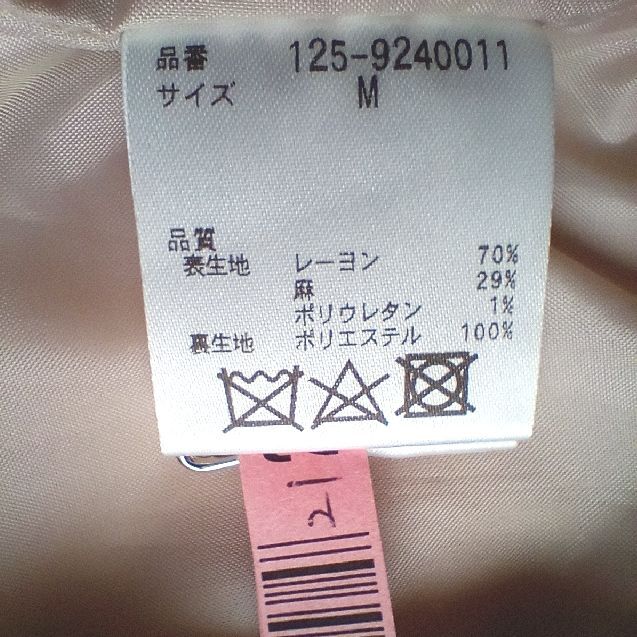 品番 125-9240011
サイズ M
品質
表生地 レーヨン 70%
麻 29%
ポリウレタン 1%
裏生地 ポリエステル 100%